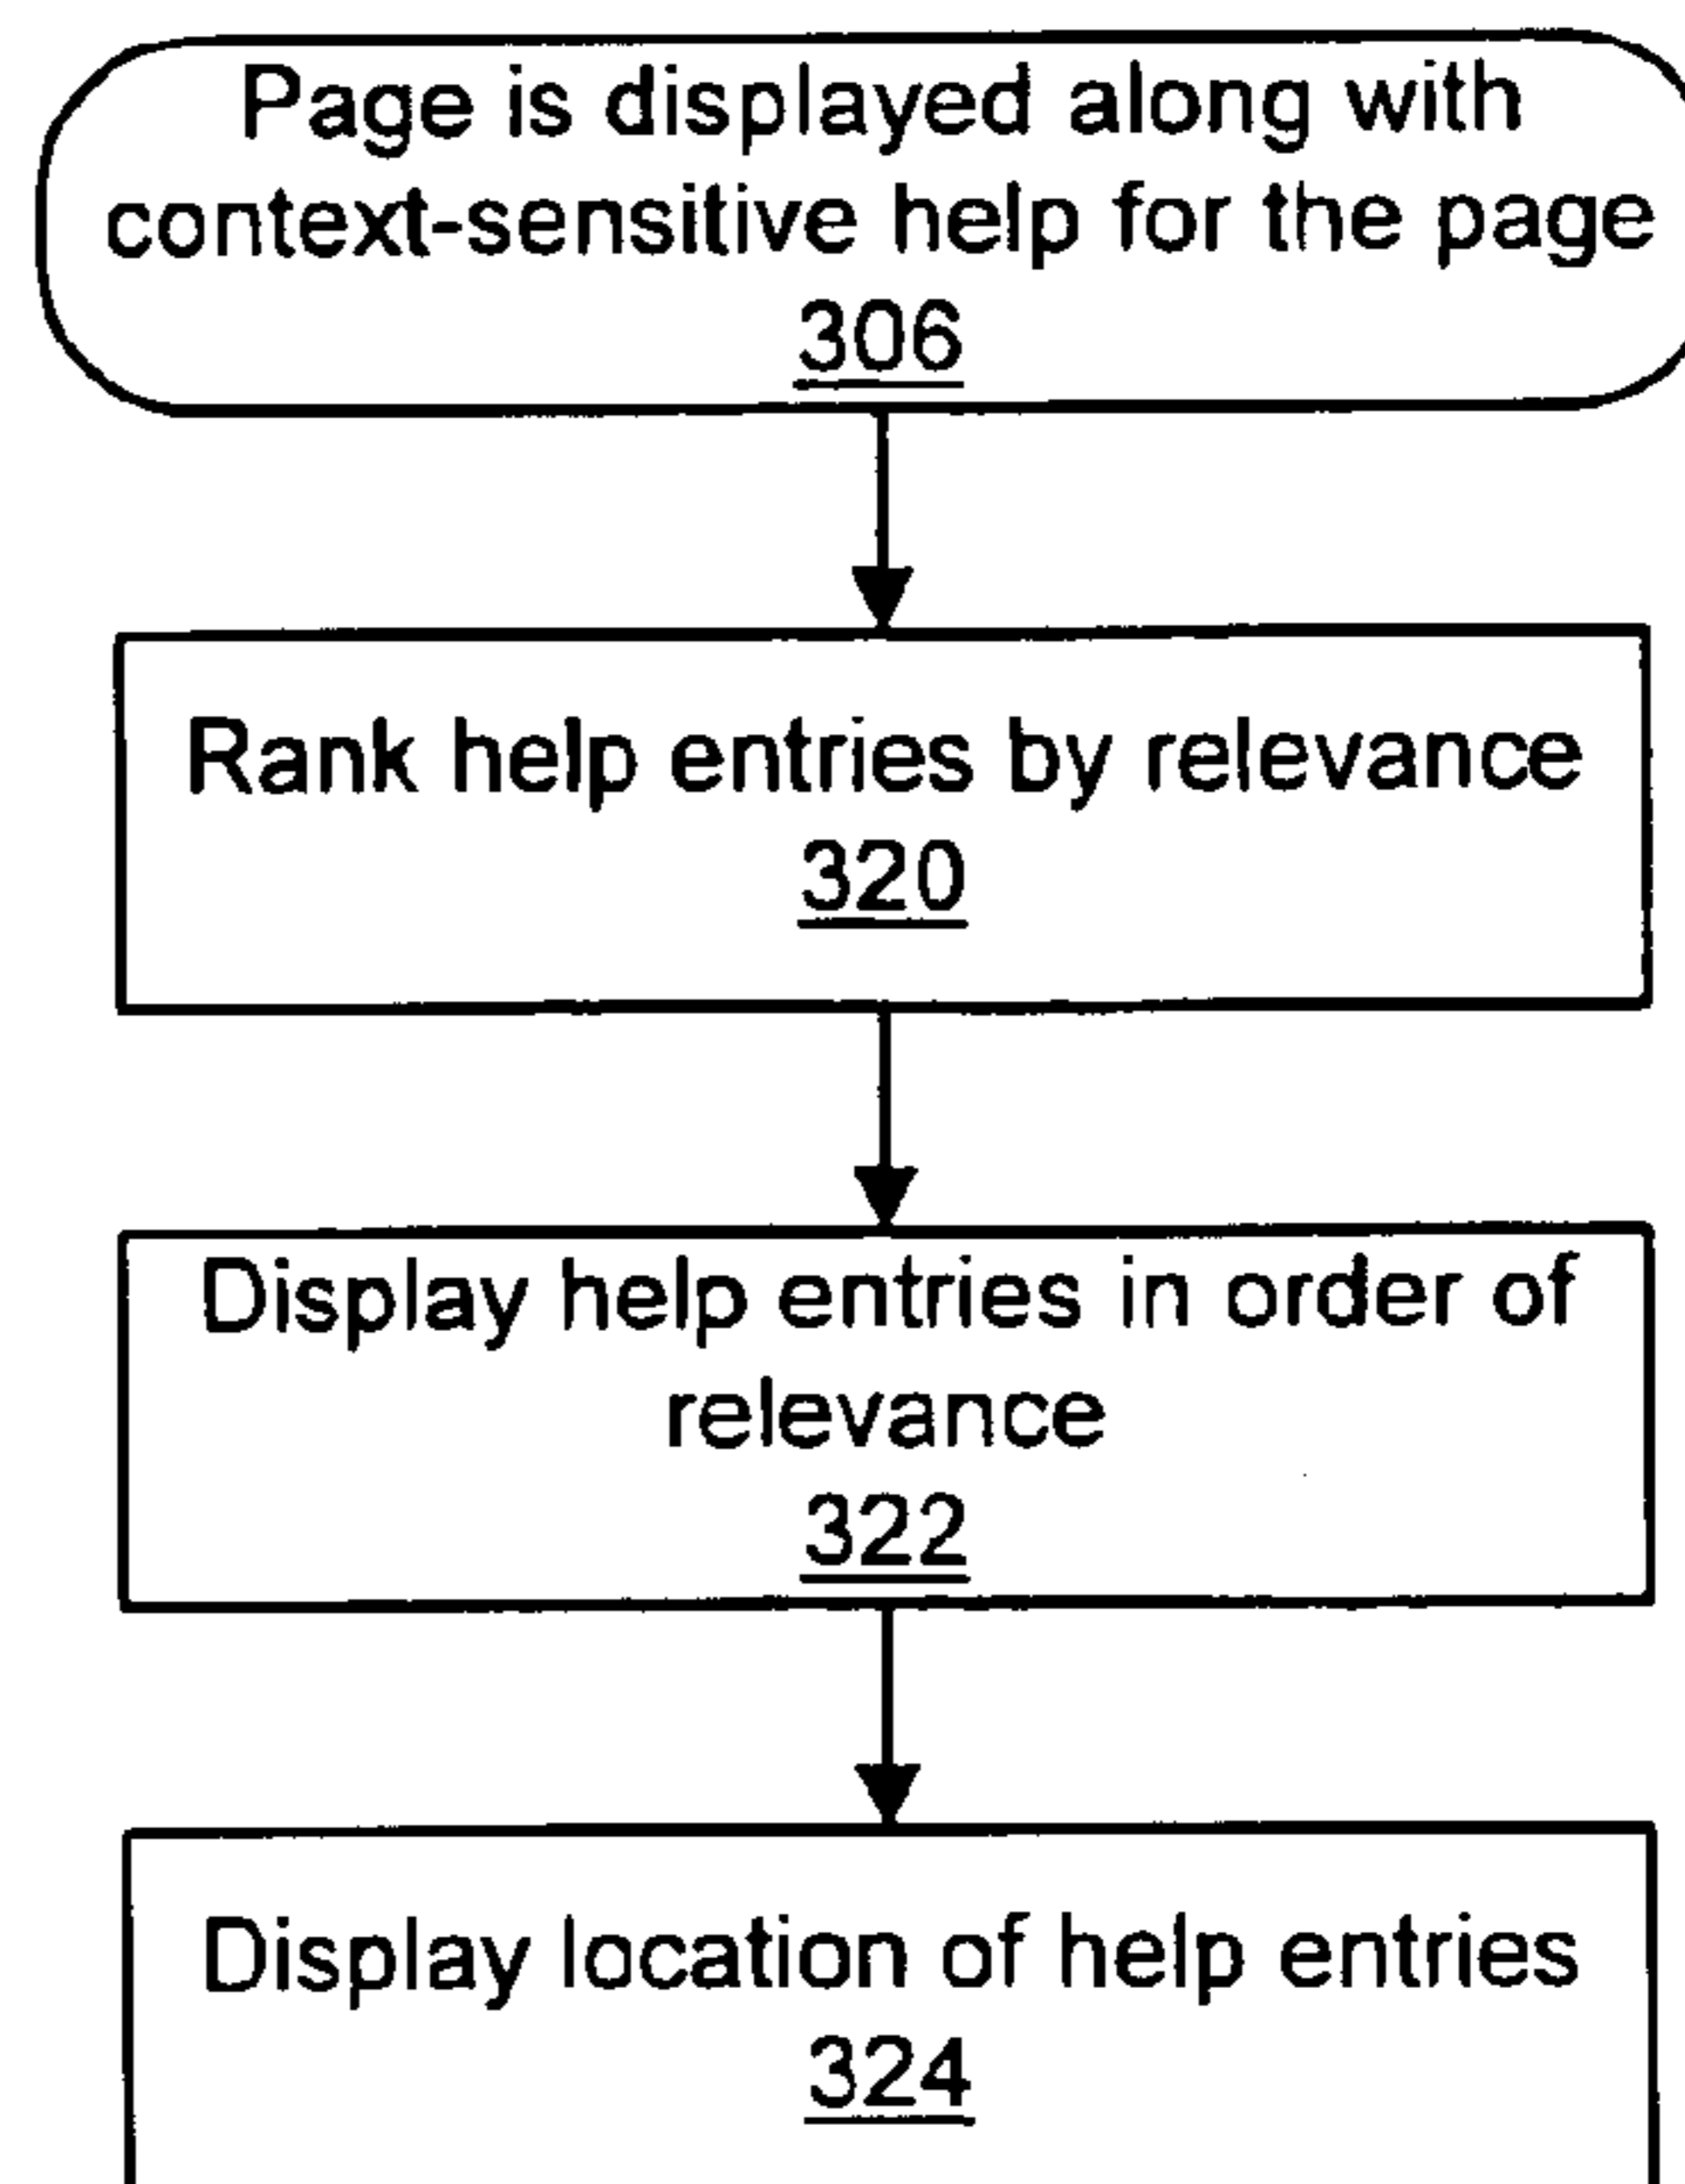 Page is displayed along with
context-sensitive help for the page
306
Rank help entries by relevance
320
Display help entries in order of
relevance
322
Display location of help entries
324